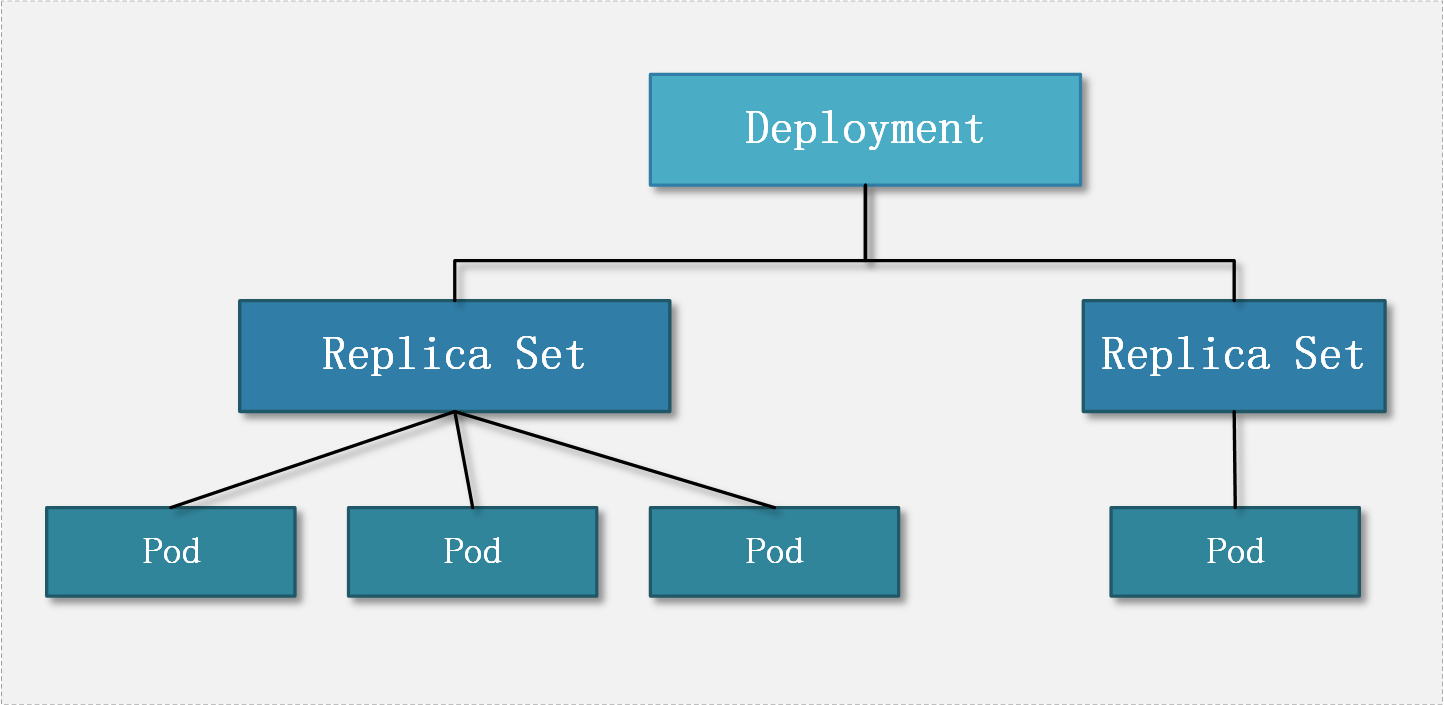 Deployment
Replica Set
Replica Set
Pod
Pod
Pod
Pod